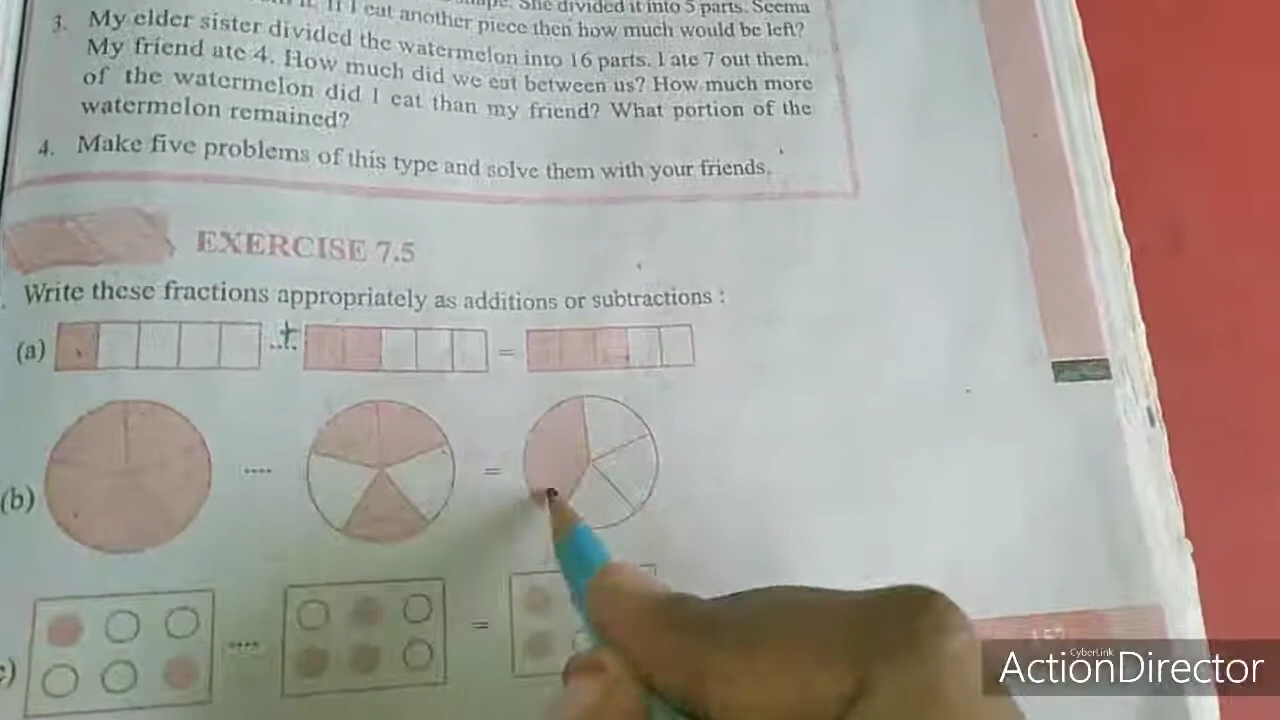 She divided it into 5 parts. Seema
If I eat another piece then how much would be left?
3. My elder sister divided the watermelon into 16 parts. I ate 7 out them.
My friend ate 4. How much did we eat between us? How much more
of the watermelon did I eat than my friend? What portion of the
watermelon remained?
4. Make five problems of this type and solve them with your friends.
EXERCISE 7.5
Write these fractions appropriately as additions or subtractions :
(a) + =
(b) .... =
.... =
CyberLink
ActionDirector